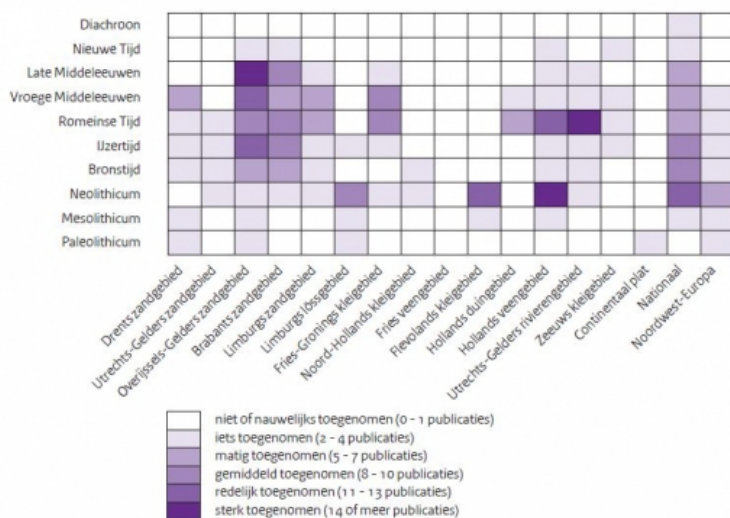 Diachroon
Nieuwe Tijd
Late Middeleeuwen
Vroege Middeleeuwen
Romeinse Tijd
IJzertijd
Bronstijd
Neolithicum
Mesolithicum
Paleolithicum
Drents zandgebied
Utrechts-Gelders zandgebied
Overijssels-Gelders zandgebied
Brabants zandgebied
Limburgs zandgebied
Limburgs lössgebied
Fries-Gronings kleigebied
Noord-Hollands kleigebied
Fries veengebied
Flevolands kleigebied
Hollands duingebied
Hollands veengebied
Utrechts-Gelders rivierengebied
Zeeuws kleigebied
Continentaal plat
Nationaal
Noordwest-Europa
niet of nauwelijks toegenomen (0 - 1 publicaties)
iets toegenomen (2 - 4 publicaties)
matig toegenomen (5 - 7 publicaties)
gemiddeld toegenomen (8 - 10 publicaties)
redelijk toegenomen (11 - 13 publicaties)
sterk toegenomen (14 of meer publicaties)